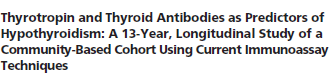 Thyrotropin and Thyroid Antibodies as Predictors of
Hypothyroidism: A 13-Year, Longitudinal Study of a
Community-Based Cohort Using Current Immunoassay
Techniques